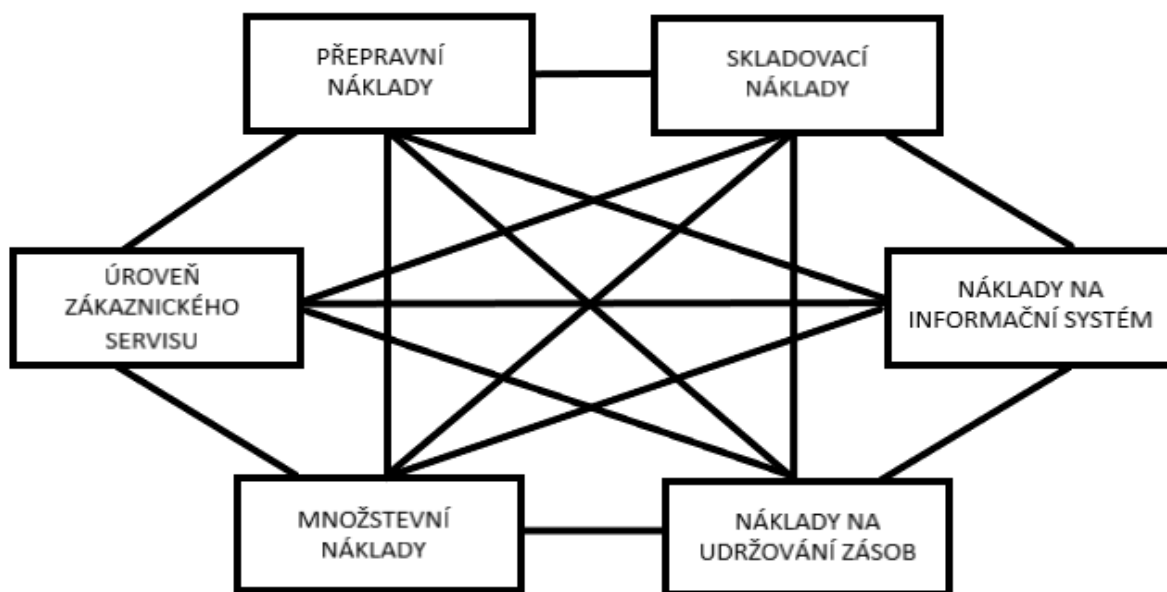 PŘEPRAVNÍ
NÁKLADY
SKLADOVACÍ
NÁKLADY
ÚROVEŇ
ZÁKAZNICKÉHO
SERVISU
NÁKLADY NA
INFORMAČNÍ SYSTÉM
MNOŽSTEVNÍ
NÁKLADY
NÁKLADY NA
UDRŽOVÁNÍ ZÁSOB